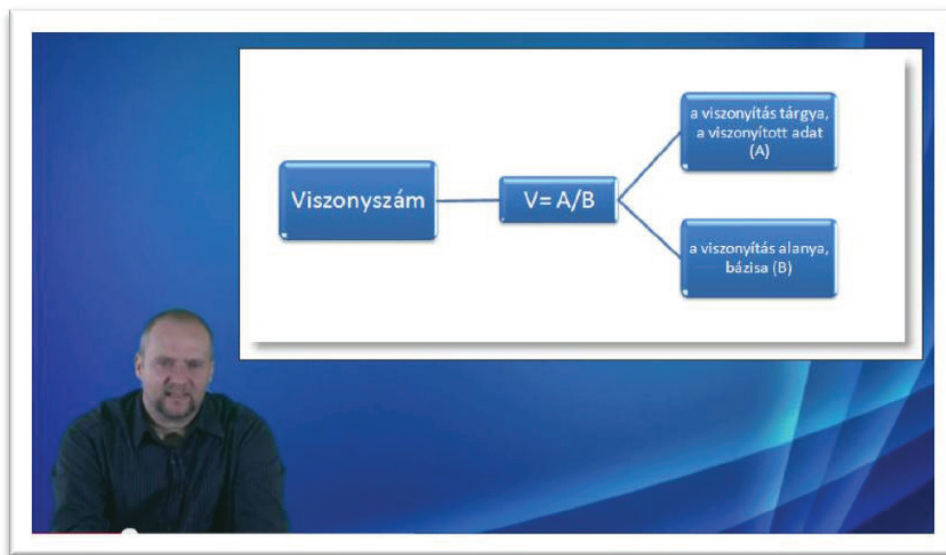 Viszonyszám
V= A/B
a viszonyítás tárgya,
a viszonyított adat
(A)
a viszonyítás alanya,
bázisa (B)